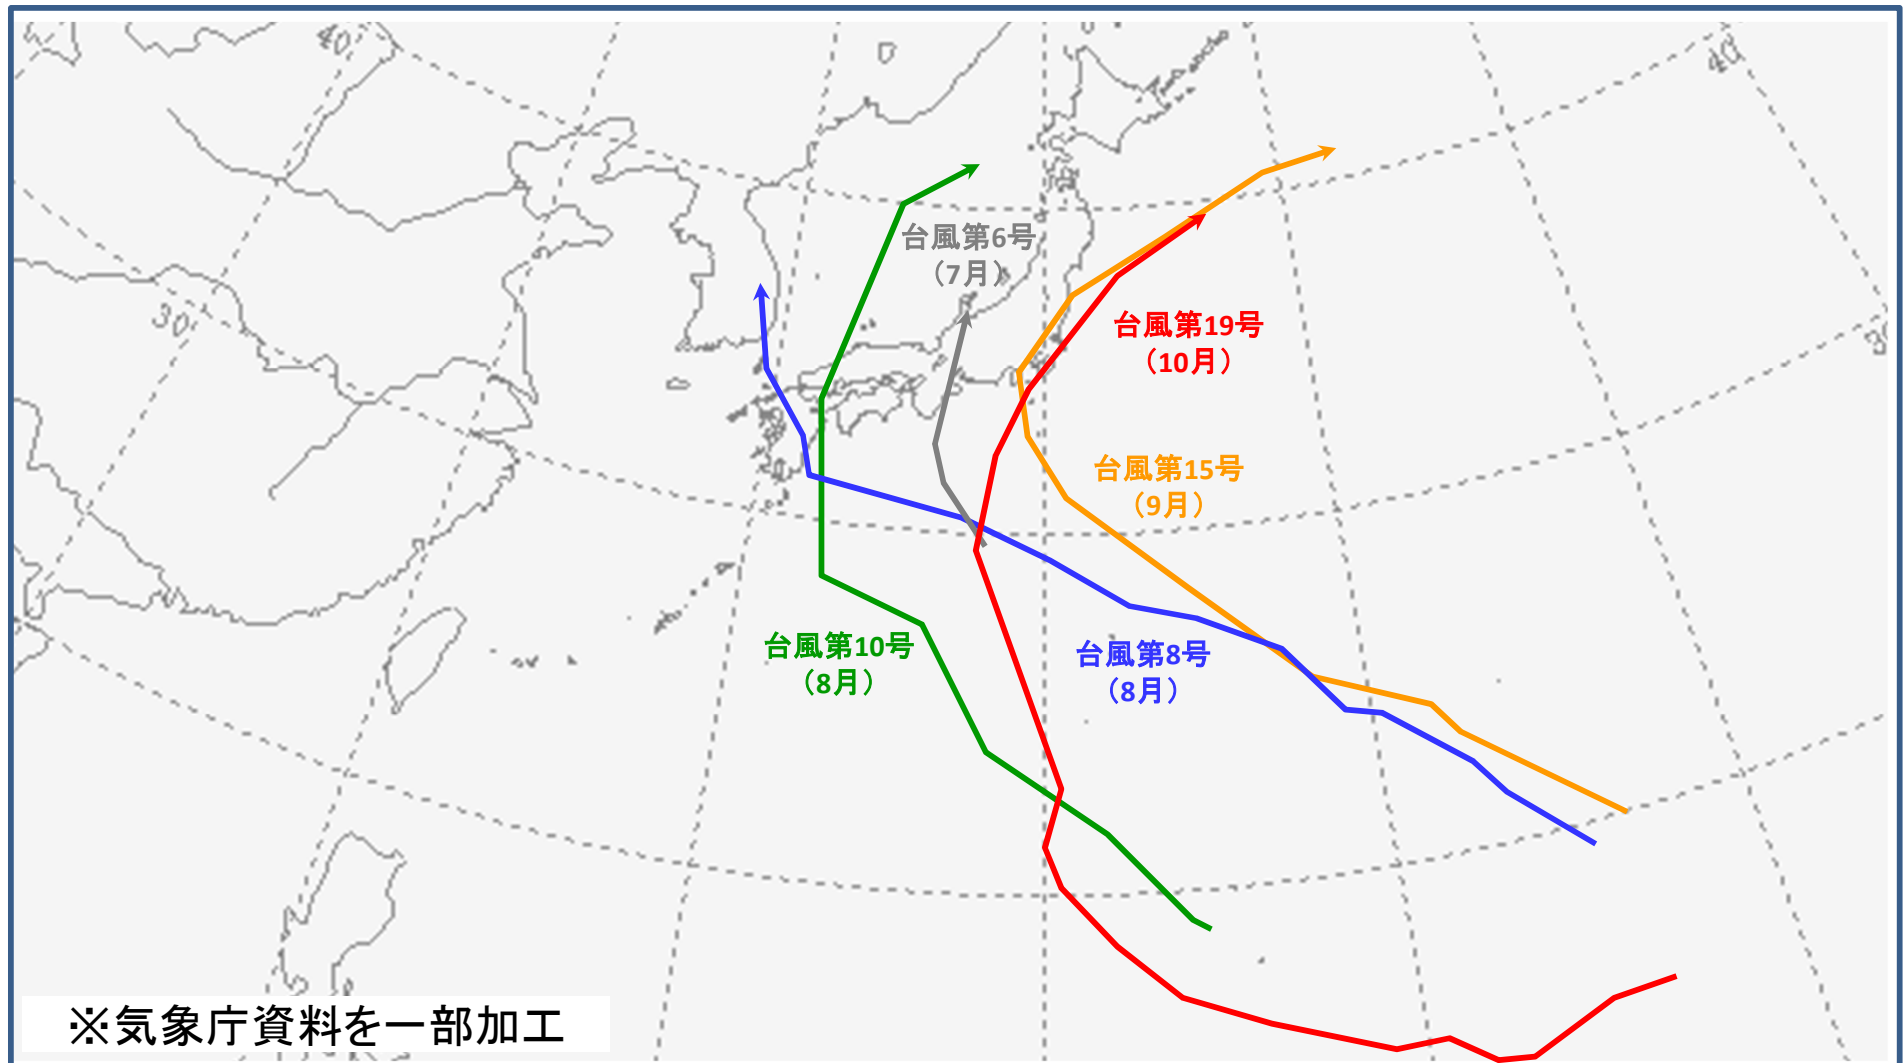 40
40
台風第6号
（7月）
30
台風第19号
（10月）
台風第15号
（9月）
台風第10号
（8月）
台風第8号
（8月）
※気象庁資料を一部加工